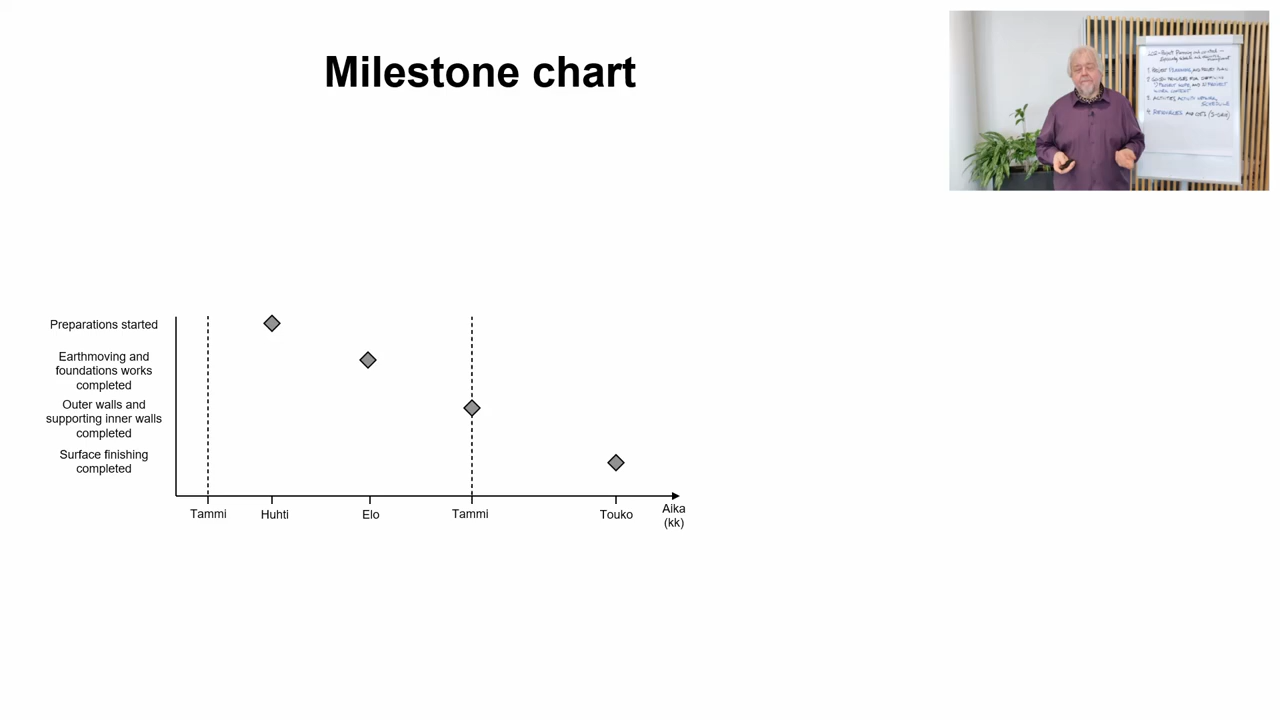 Milestone chart
Preparations started
Earthmoving and
foundations works
completed
Outer walls and
supporting inner walls
completed
Surface finishing
completed
Tammi
Huhti
Elo
Tammi
Touko
Aika
(kk)